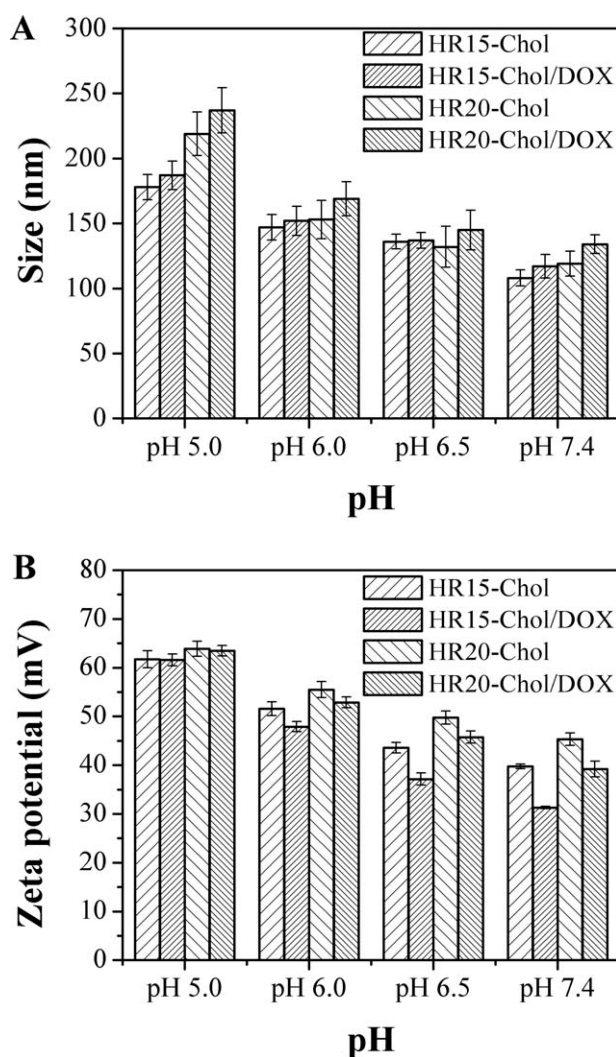 A
300
250
200
150
100
50
0
Size (nm)
HR15-Chol
HR15-Chol/DOX
HR20-Chol
HR20-Chol/DOX
pH 5.0 pH 6.0 pH 6.5 pH 7.4
pH
B
80
70
60
50
40
30
20
10
0
Zeta potential (mV)
HR15-Chol
HR15-Chol/DOX
HR20-Chol
HR20-Chol/DOX
pH 5.0 pH 6.0 pH 6.5 pH 7.4
pH